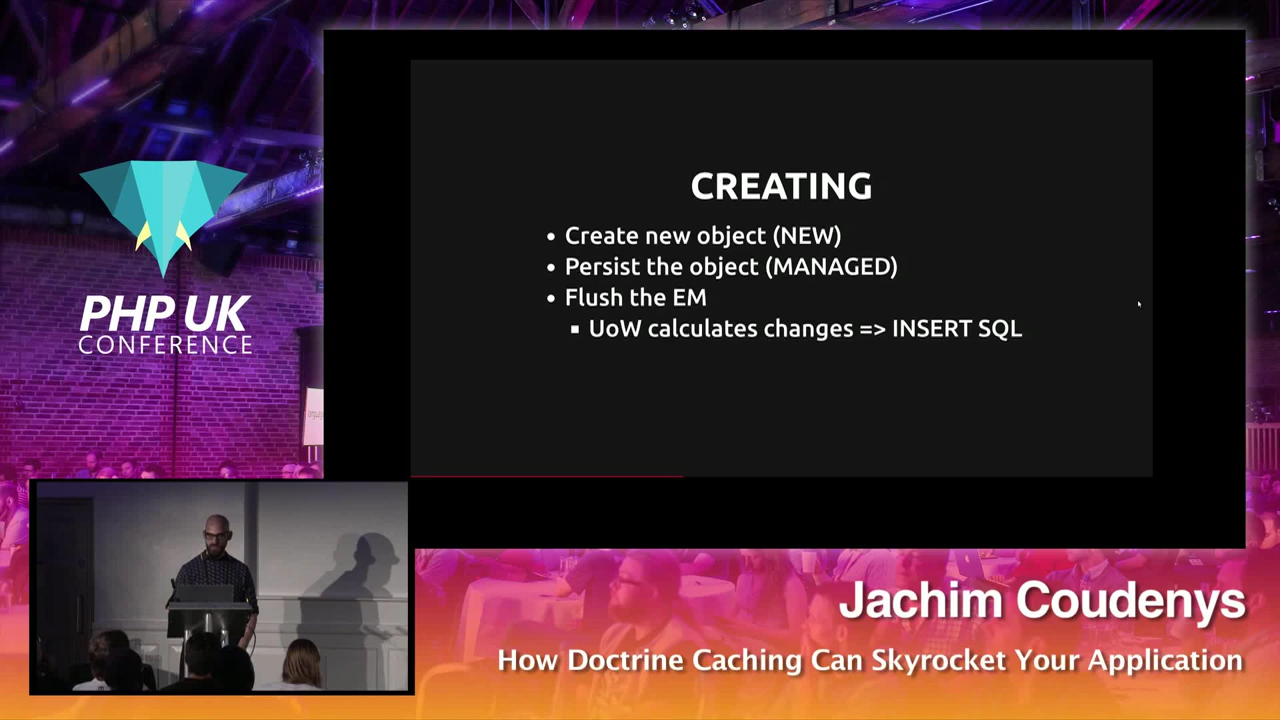 CREATING
• Create new object (NEW)
• Persist the object (MANAGED)
• Flush the EM
▪ UoW calculates changes => INSERT SQL
PHP UK
CONFERENCE
Jachim Coudenys
How Doctrine Caching Can Skyrocket Your Application